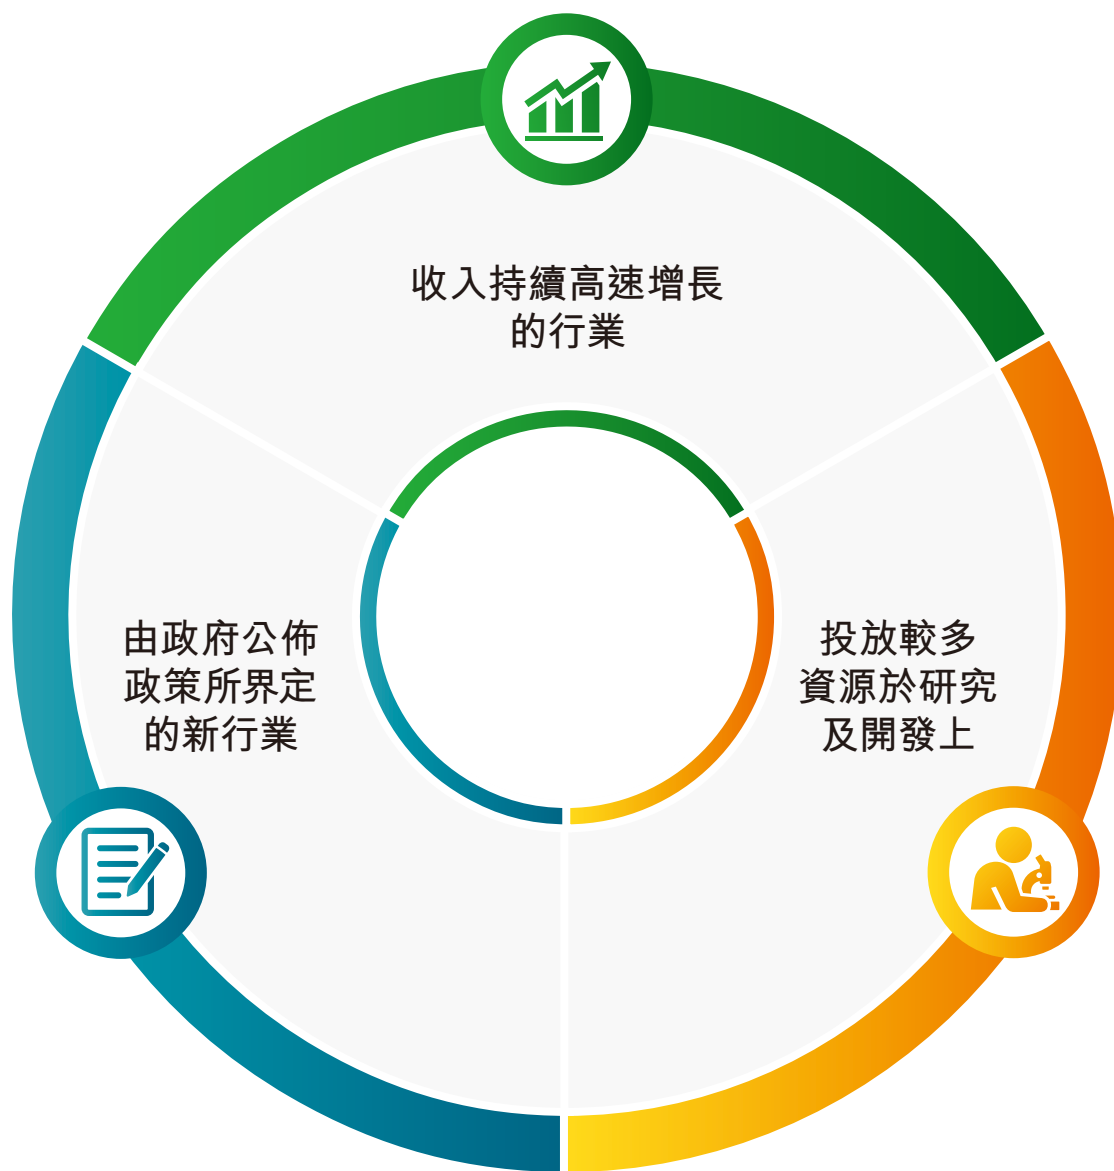 收入持續高速增長
的行業
由政府公佈
政策所界定
的新行業
投放較多
資源於研究
及開發上